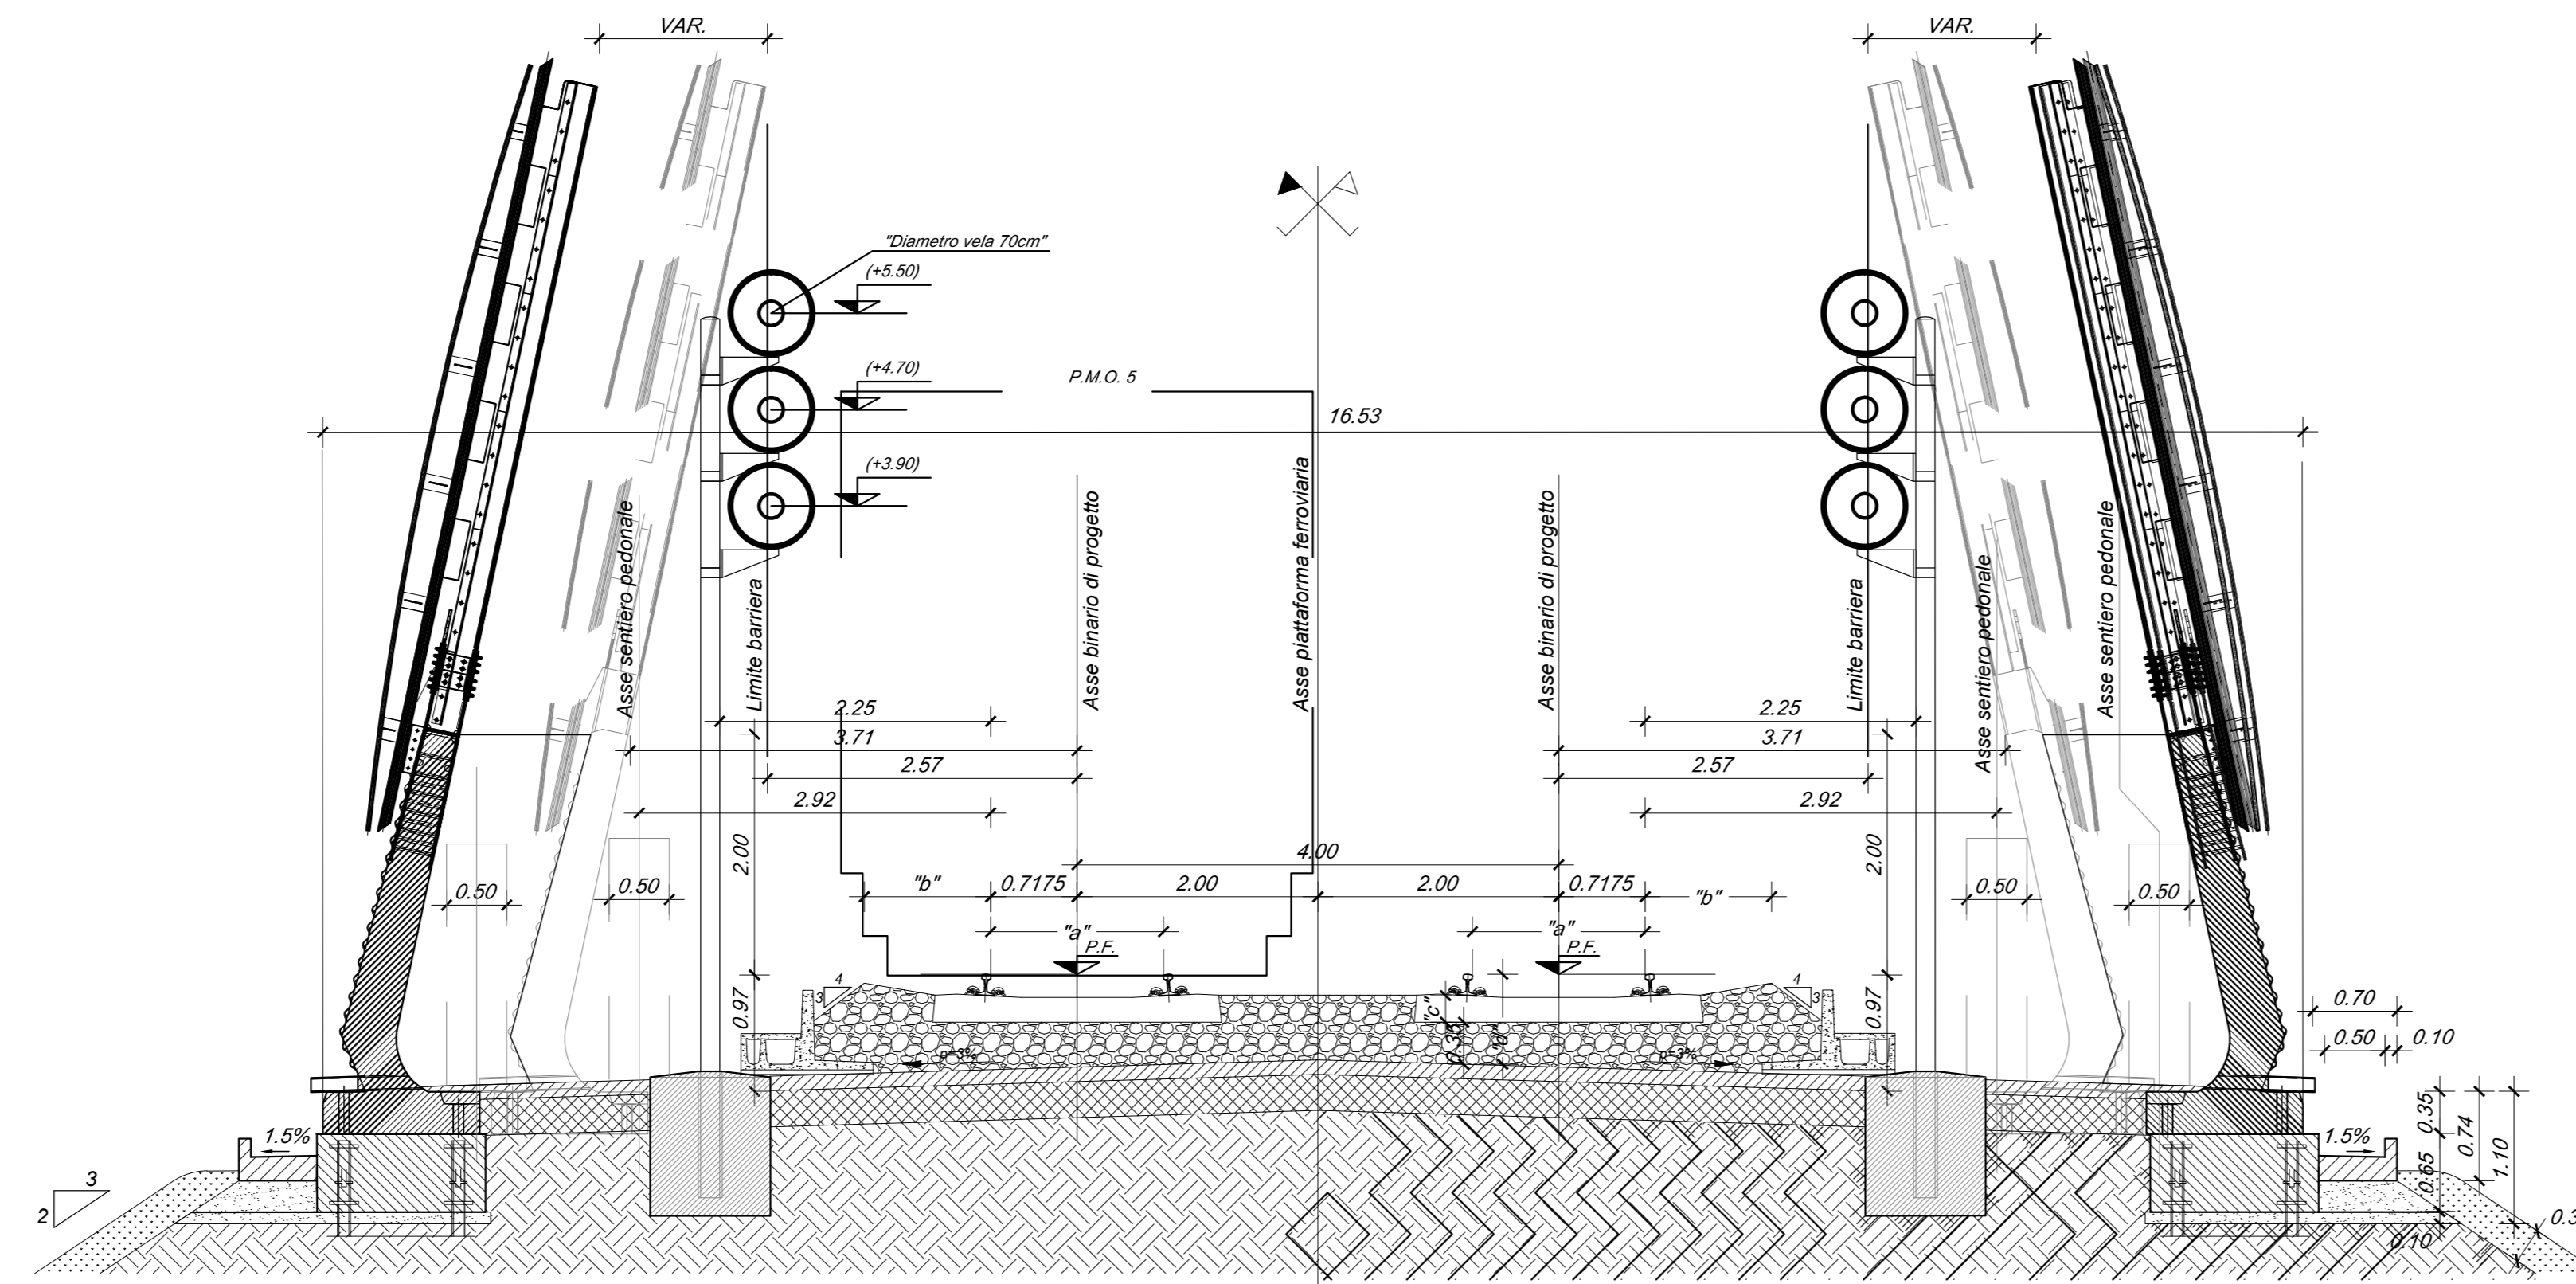 VAR.
VAR.
"Diametro vela 70cm"
(+5.50)
(+4.70)
P.M.O. 5
16.53
(+3.90)
Asse sentiero pedonale
Limite barriera
Asse binario di progetto
Asse piattaforma ferroviaria
Asse binario di progetto
Limite barriera
Asse sentiero pedonale
Asse sentiero pedonale
2.25
2.25
3.71
3.71
2.57
2.57
2.92
2.92
2.00
4.00
2.00
0.50
0.50
"b"
0.7175
2.00
2.00
0.7175
"b"
0.50
0.50
"a"
"a"
P.F.
P.F.
4
3
4
3
0.97
"c"
0.35
"d"
0.97
p=3%
p=3%
0.70
0.50
0.10
1.5%
1.5%
0.35
0.74
1.10
0.65
0.10
3
2